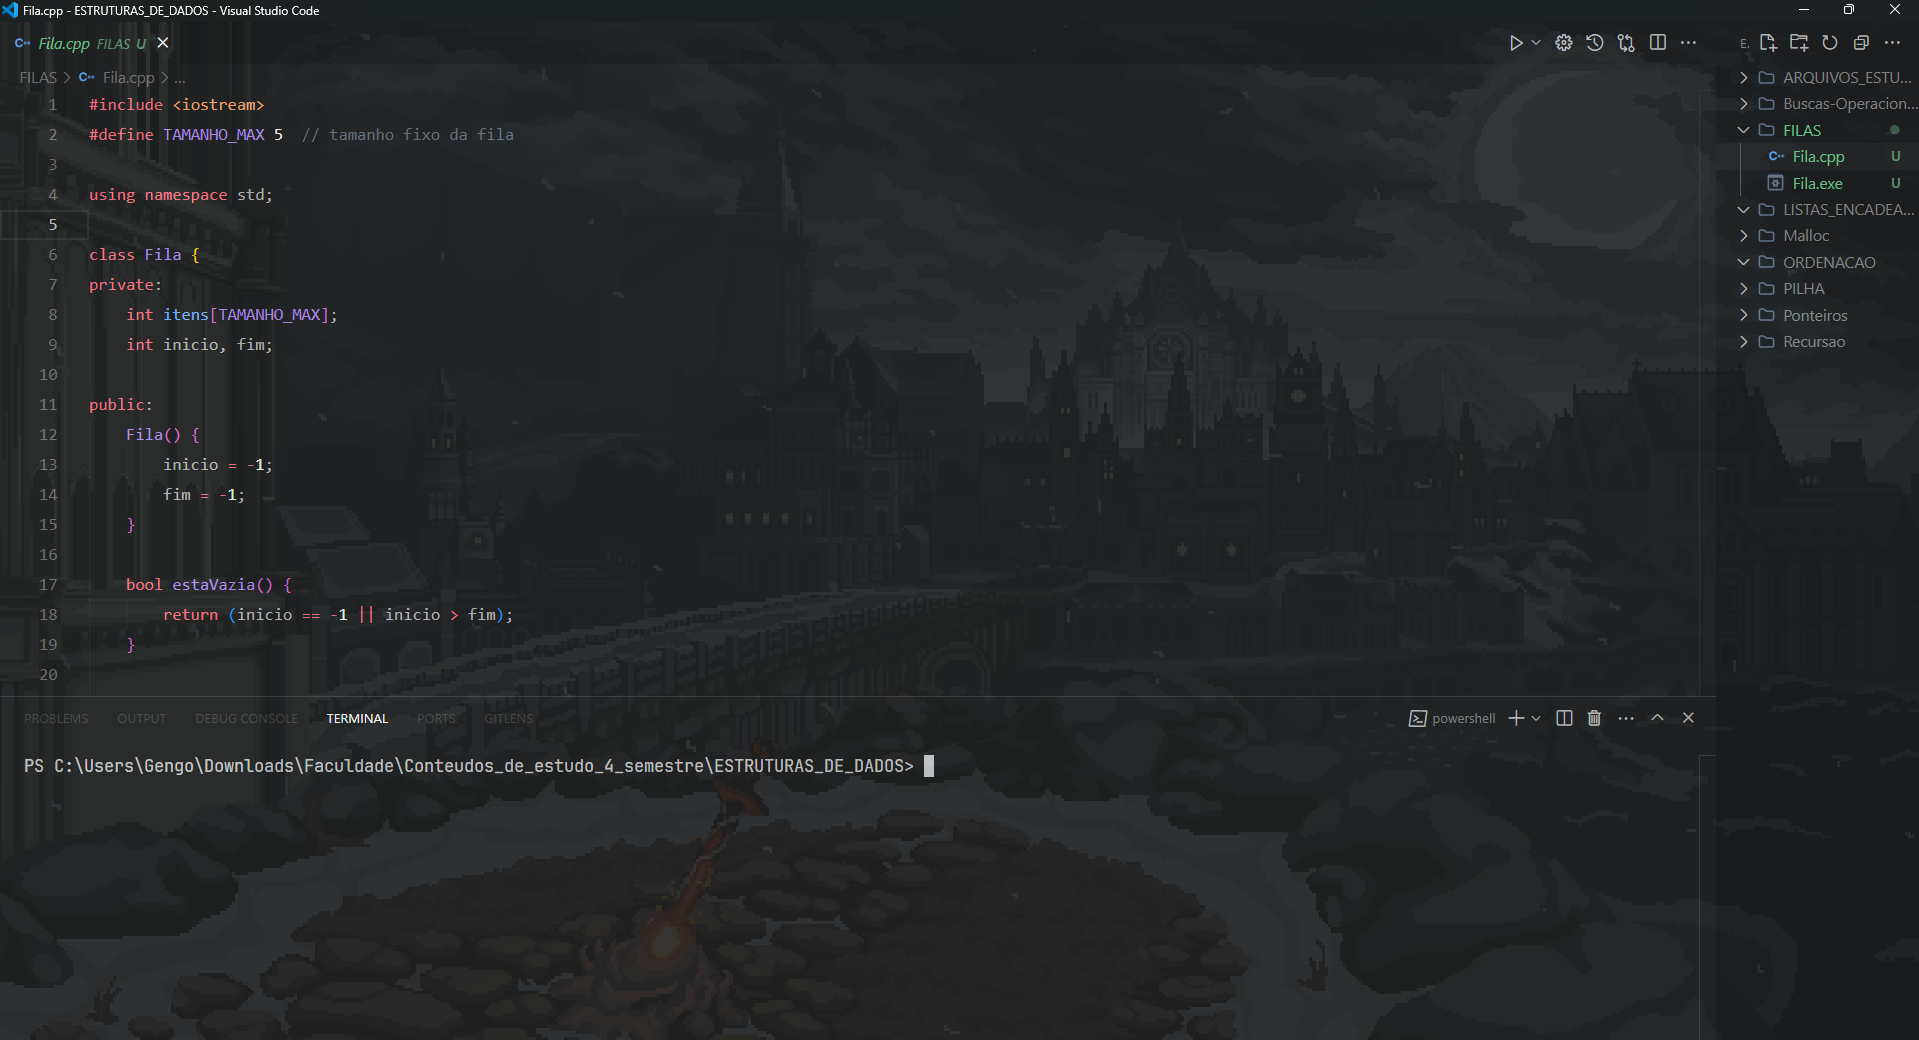 Fila.cpp - ESTRUTURAS_DE_DADOS - Visual Studio Code
Fila.cpp FILAS U
E.
FILAS > Fila.cpp > ...
1 #include <iostream>
2 #define TAMANHO_MAX 5 // tamanho fixo da fila
3
4 using namespace std;
5
6 class Fila {
7 private:
8 int itens[TAMANHO_MAX];
9 int inicio, fim;
10
11 public:
12 Fila() {
13 inicio = -1;
14 fim = -1;
15 }
16
17 bool estaVazia() {
18 return (inicio == -1 || inicio > fim);
19 }
20
ARQUIVOS_ESTU...
Buscas-Operacion...
FILAS
Fila.cpp U
Fila.exe U
LISTAS_ENCADEA...
Malloc
ORDENACAO
PILHA
Ponteiros
Recursao
PROBLEMS OUTPUT DEBUG CONSOLE TERMINAL PORTS GITLENS
powershell
PS C:\Users\Gengo\Downloads\Faculdade\Conteudos_de_estudo_4_semestre\ESTRUTURAS_DE_DADOS>